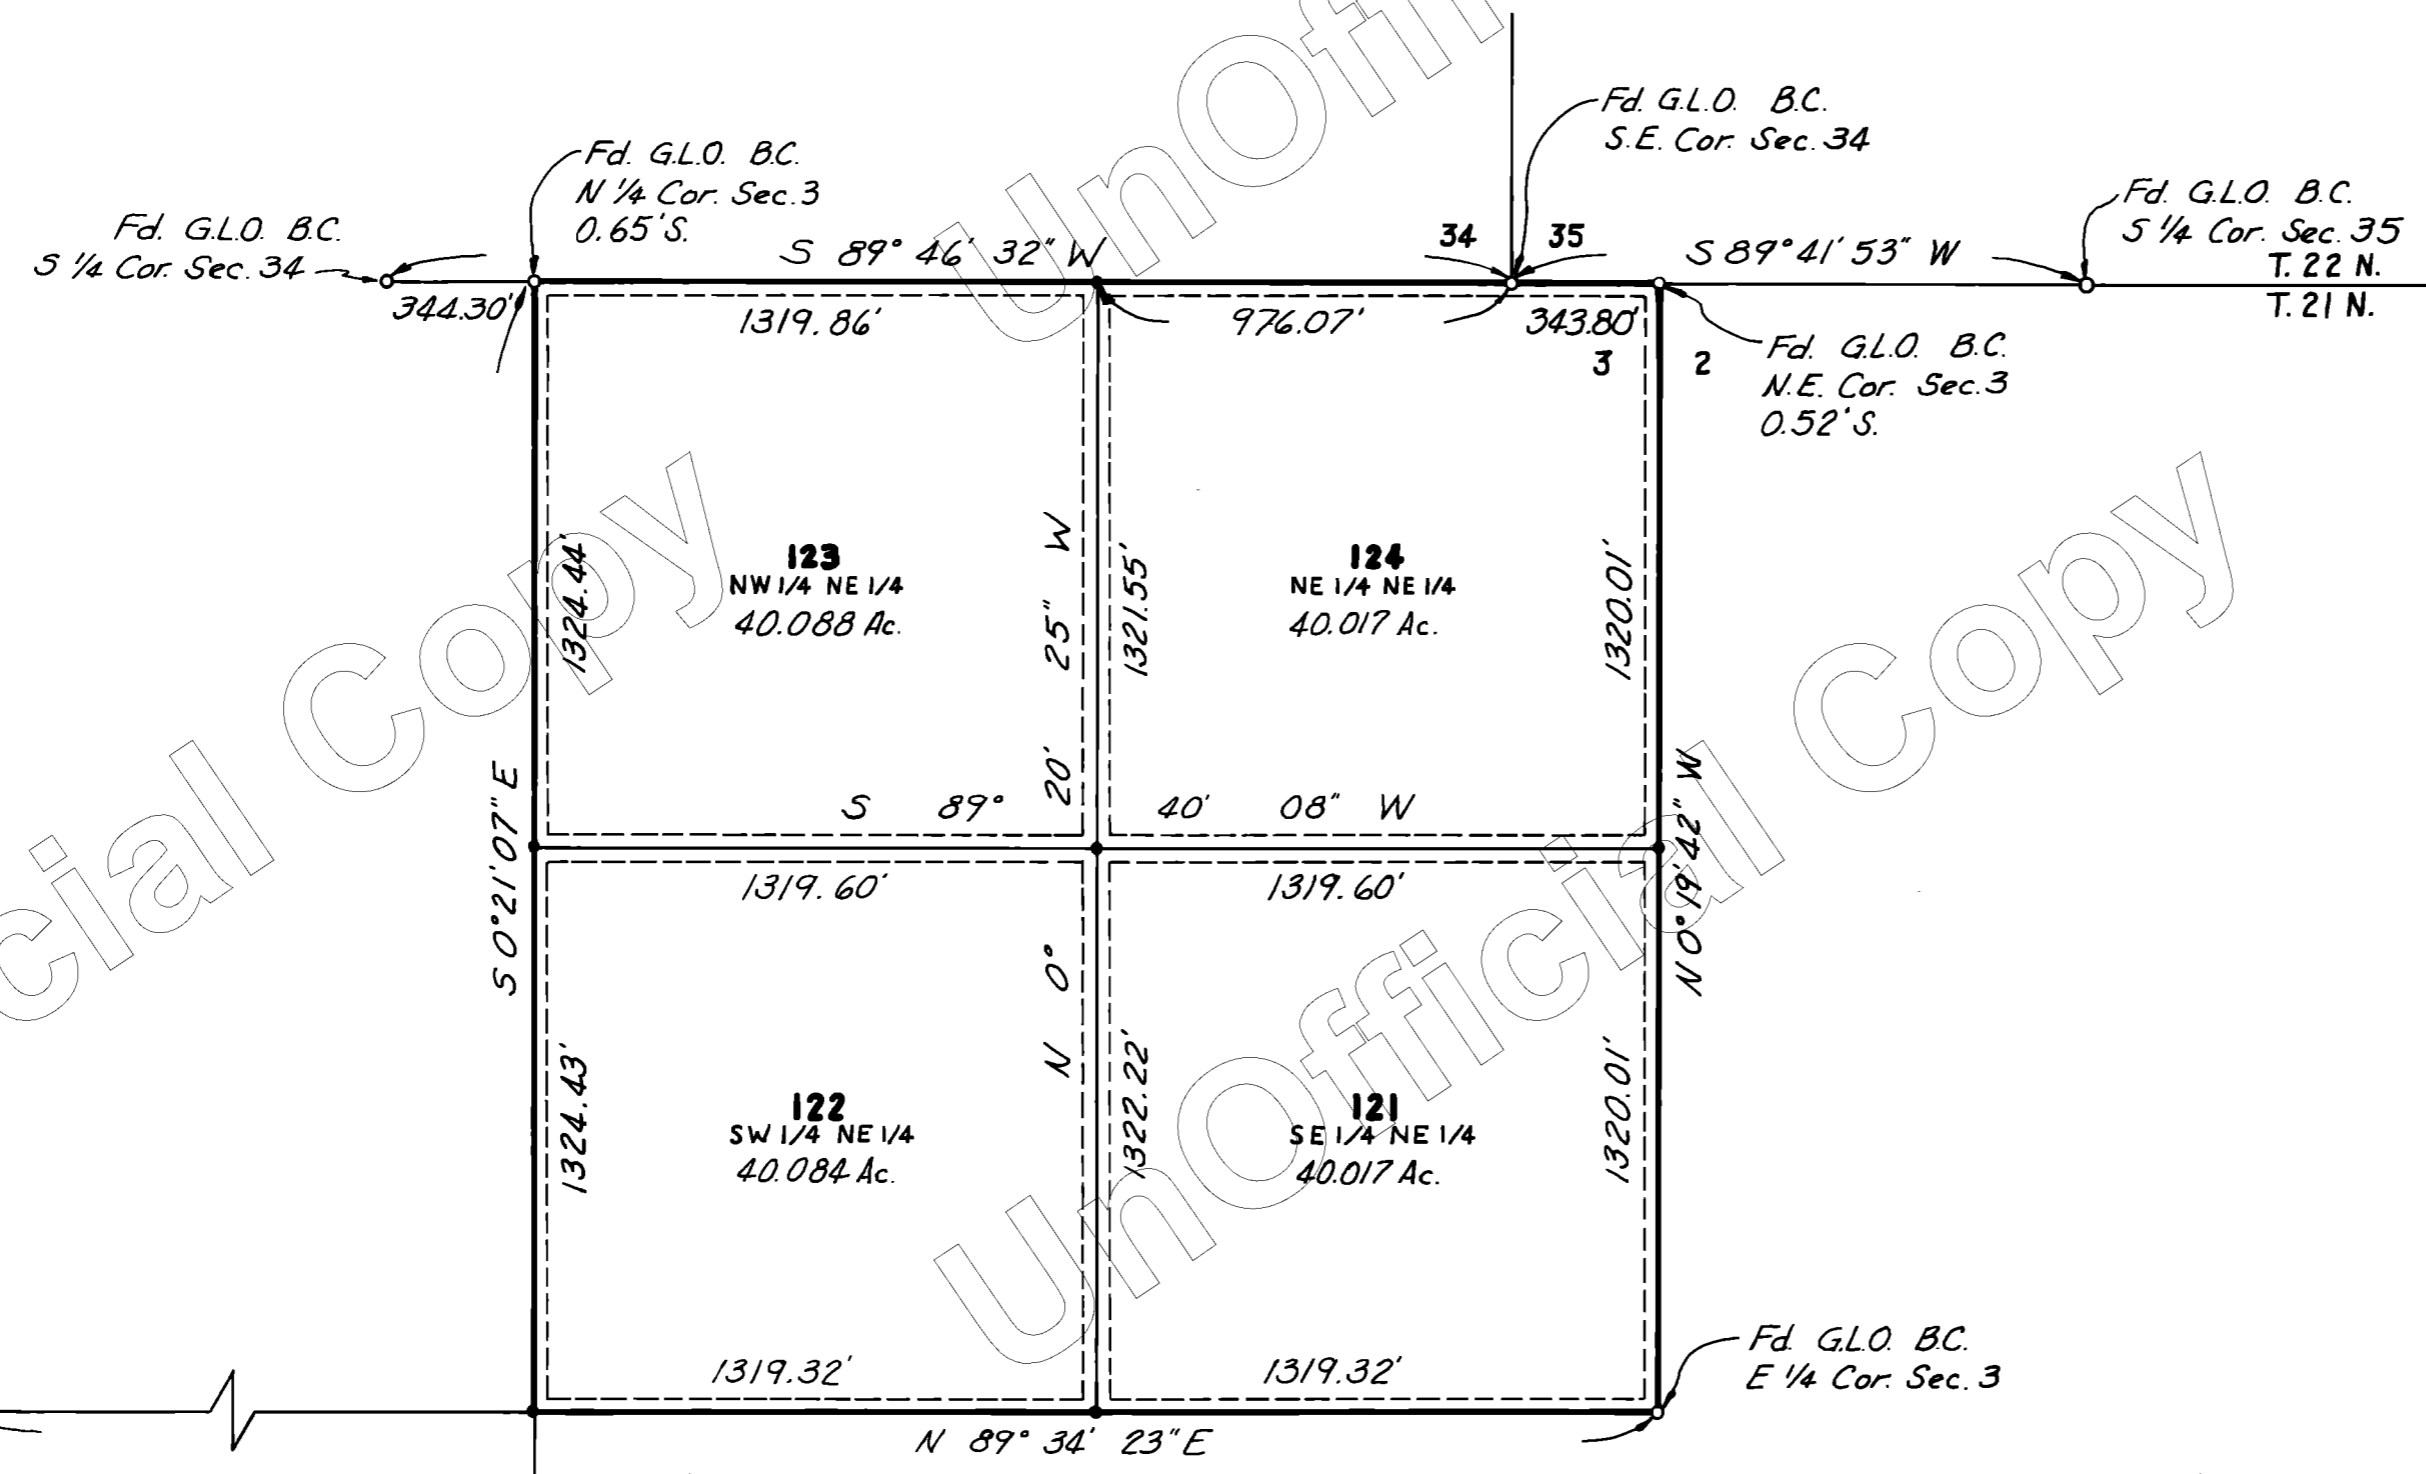 UnOffi
Fd. G.L.O. B.C.
S.E. Cor. Sec. 34
Fd. G.L.O. B.C.
N 1/4 Cor. Sec. 3
0.65' S.
Fd. G.L.O. B.C.
S 1/4 Cor. Sec. 34
Fd. G.L.O. B.C.
S 1/4 Cor. Sec. 35
T. 22 N.
T. 21 N.
34 35
S 89° 46' 32" W
S 89° 41' 53" W
344.30'
1319.86'
976.07'
343.80'
3 2
Fd. G.L.O. B.C.
N.E. Cor. Sec. 3
0.52' S.
1324.44'
123
NW 1/4 NE 1/4
40.088 Ac.
N 0° 20' 25" W
1321.55'
124
NE 1/4 NE 1/4
40.017 Ac.
1320.01'
S 89° 40' 08" W
S 0° 21' 07" E
N 0° 19' 42" W
cial Copy
UnOfficial Copy
1319.60'
1319.60'
1324.43'
122
SW 1/4 NE 1/4
40.084 Ac.
1322.22'
121
SE 1/4 NE 1/4
40.017 Ac.
1320.01'
1319.32'
1319.32'
Fd. G.L.O. B.C.
E 1/4 Cor. Sec. 3
N 89° 34' 23" E